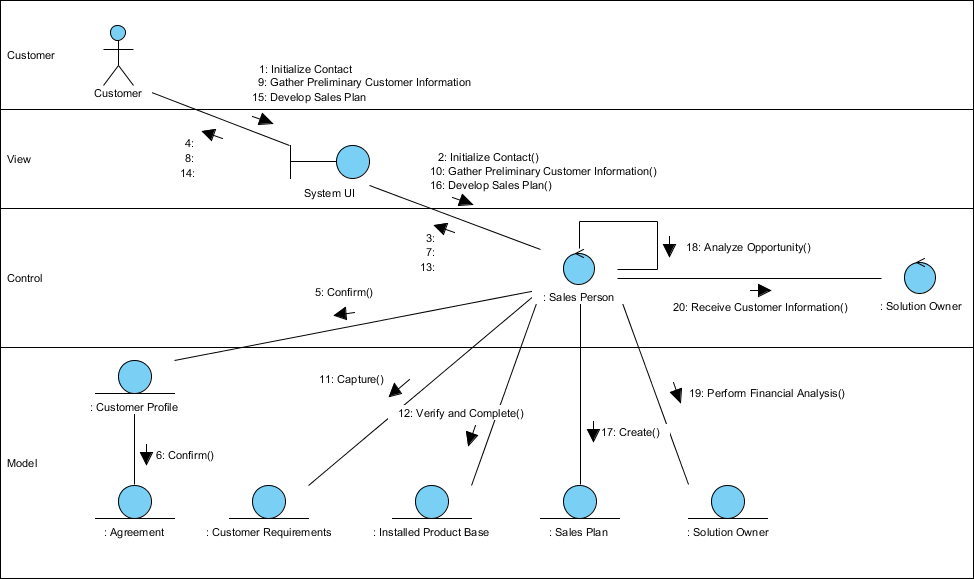 Customer
Customer
1: Initialize Contact
9: Gather Preliminary Customer Information
15: Develop Sales Plan
View
4:
8:
14:
System UI
2: Initialize Contact()
10: Gather Preliminary Customer Information()
16: Develop Sales Plan()
Control
3:
7:
13:
18: Analyze Opportunity()
: Sales Person
20: Receive Customer Information()
: Solution Owner
5: Confirm()
Model
: Customer Profile
11: Capture()
12: Verify and Complete()
19: Perform Financial Analysis()
17: Create()
6: Confirm()
: Agreement
: Customer Requirements
: Installed Product Base
: Sales Plan
: Solution Owner